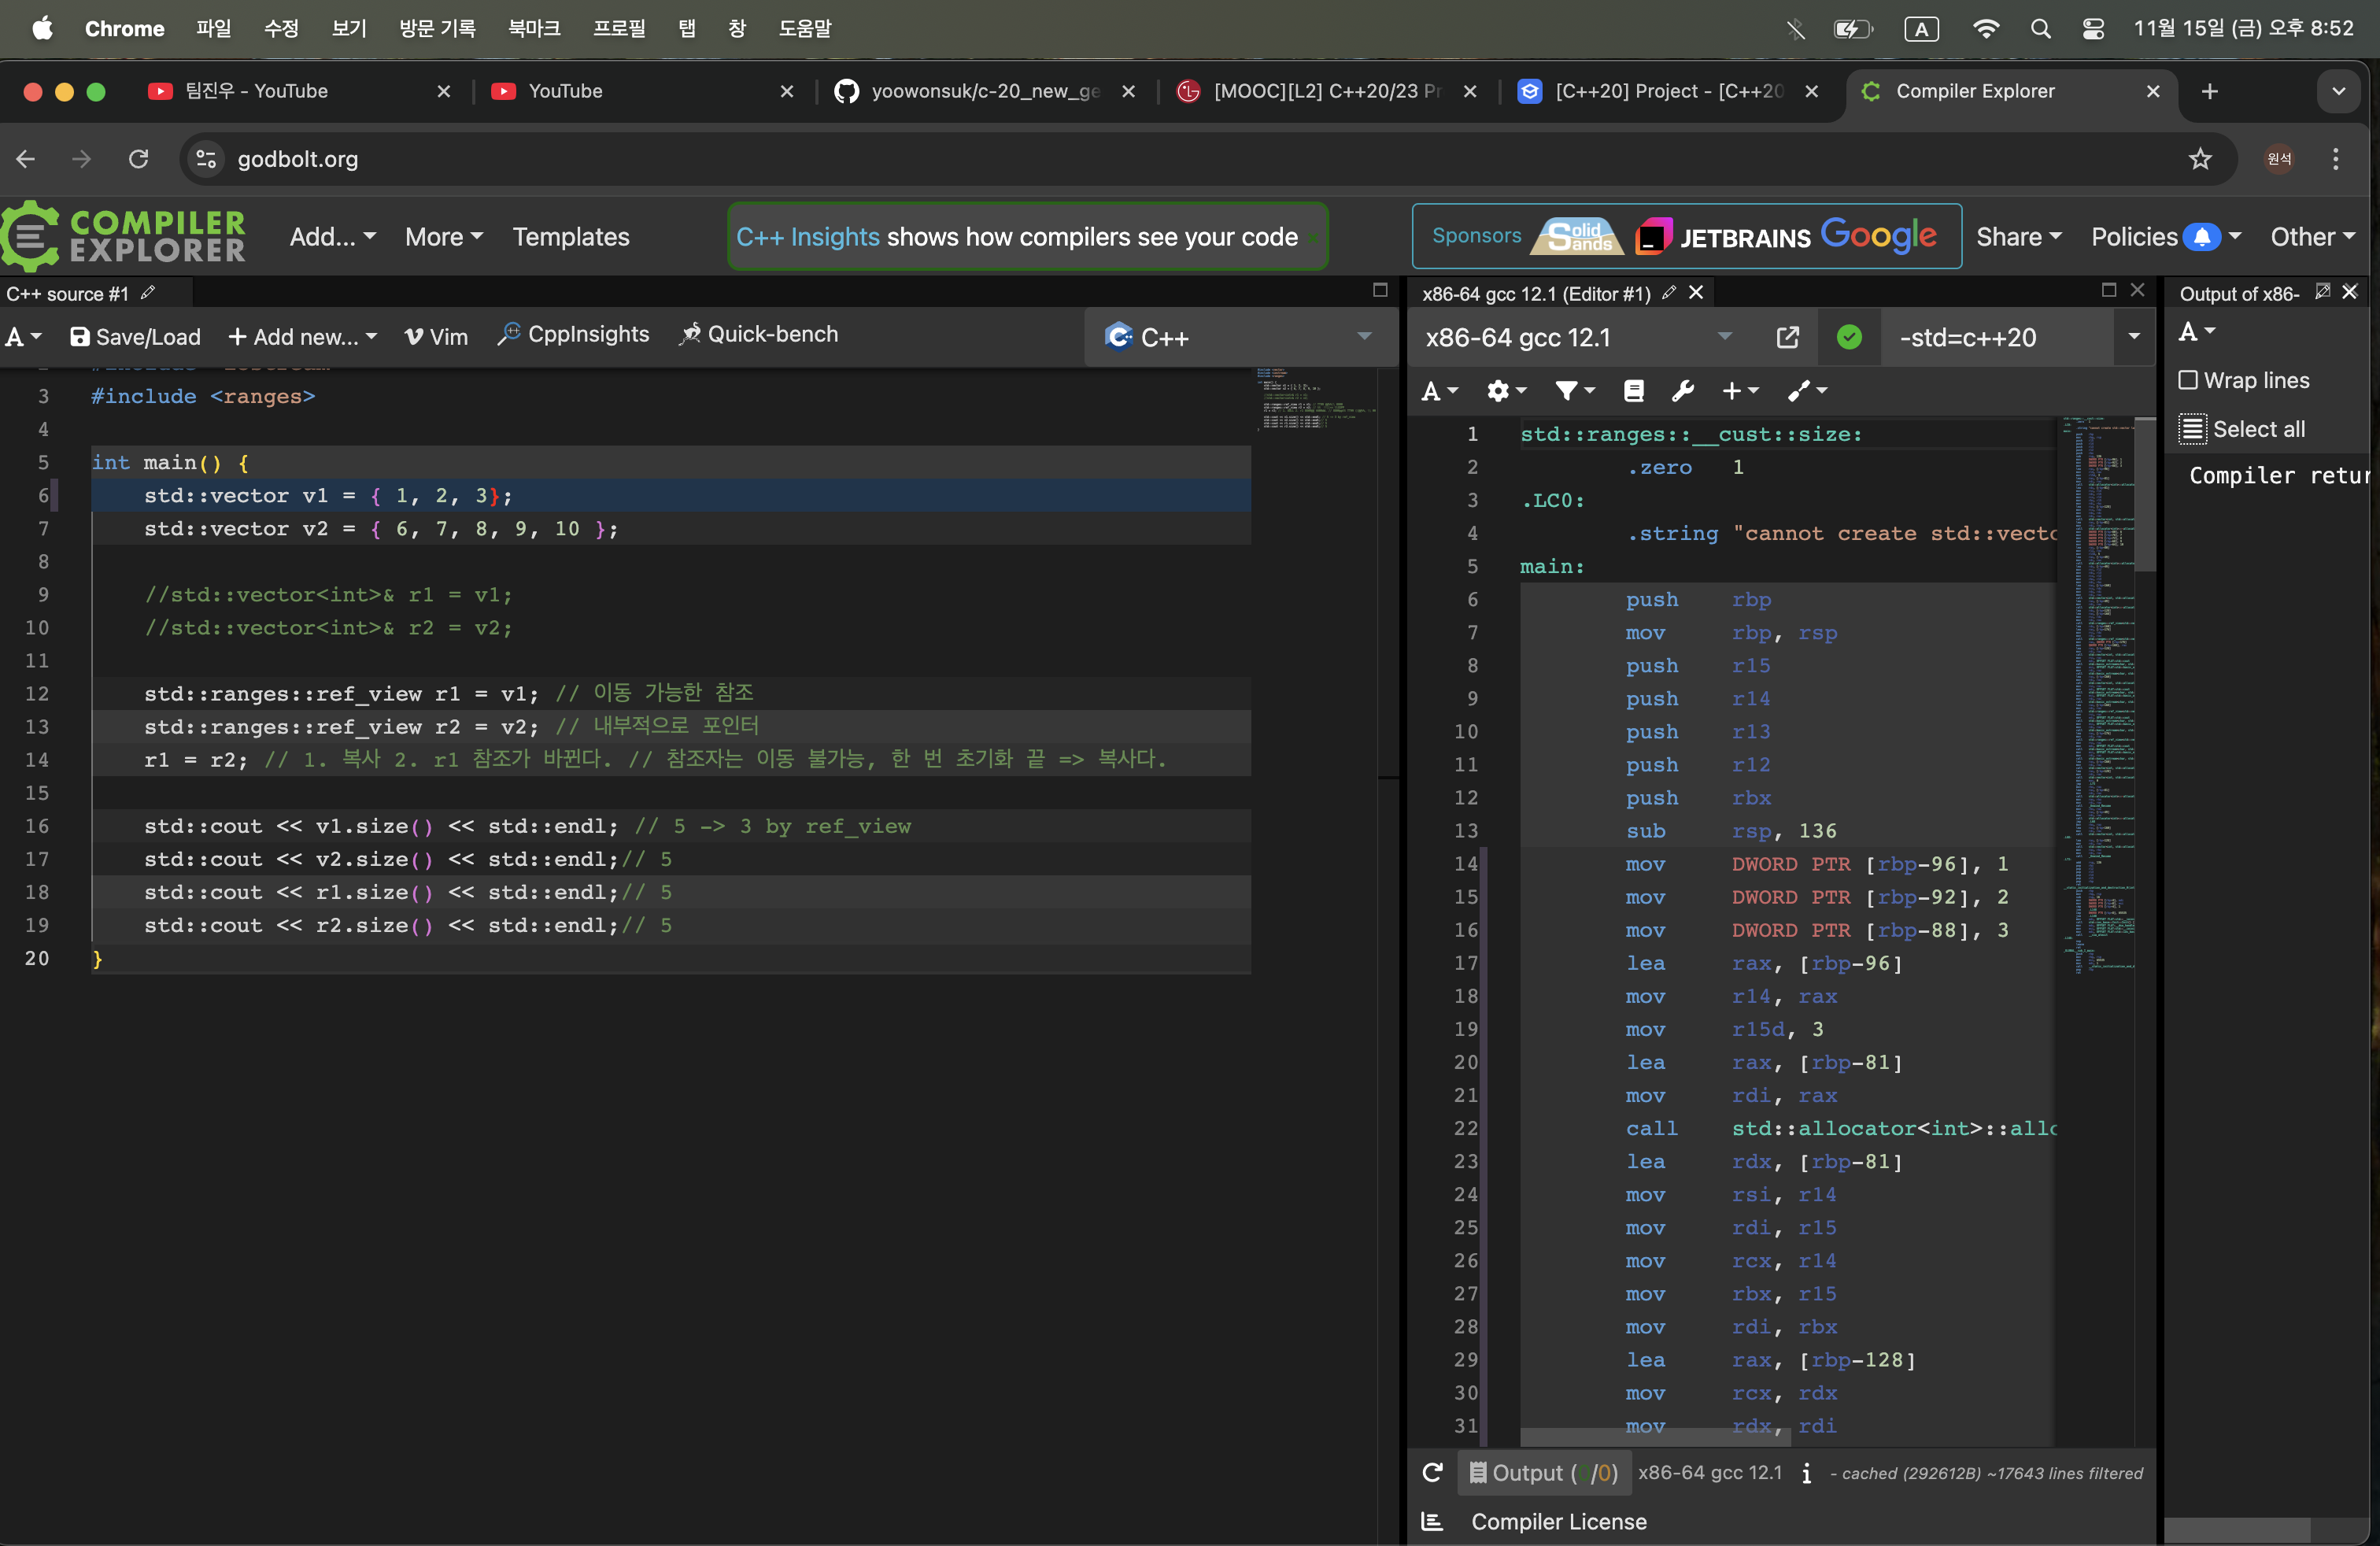 Chrome 파일 수정 보기 방문 기록 북마크 프로필 탭 창 도움말 A 11월 15일 (금) 오후 8:52
팀진우 - YouTube YouTube yoowonsuk/c-20_new_ge [MOOC][L2] C++20/23 Pr [C++20] Project - [C++20 Compiler Explorer
godbolt.org 원석
COMPILER EXPLORER Add... More Templates C++ Insights shows how compilers see your code Sponsors Solid Sands JETBRAINS Google Share Policies Other
C++ source #1
A Save/Load + Add new... Vim CppInsights Quick-bench C++
3 #include <ranges>
4
5 int main() {
6 std::vector v1 = { 1, 2, 3};
7 std::vector v2 = { 6, 7, 8, 9, 10 };
8
9 //std::vector<int>& r1 = v1;
10 //std::vector<int>& r2 = v2;
11
12 std::ranges::ref_view r1 = v1; // 이동 가능한 참조
13 std::ranges::ref_view r2 = v2; // 내부적으로 포인터
14 r1 = r2; // 1. 복사 2. r1 참조가 바뀐다. // 참조자는 이동 불가능, 한 번 초기화 끝 => 복사다.
15
16 std::cout << v1.size() << std::endl; // 5 -> 3 by ref_view
17 std::cout << v2.size() << std::endl;// 5
18 std::cout << r1.size() << std::endl;// 5
19 std::cout << r2.size() << std::endl;// 5
20 }
x86-64 gcc 12.1 (Editor #1)
x86-64 gcc 12.1 -std=c++20
A
1 std::ranges::__cust::size:
2 .zero 1
3 .LC0:
4 .string "cannot create std::vecto
5 main:
6 push rbp
7 mov rbp, rsp
8 push r15
9 push r14
10 push r13
11 push r12
12 push rbx
13 sub rsp, 136
14 mov DWORD PTR [rbp-96], 1
15 mov DWORD PTR [rbp-92], 2
16 mov DWORD PTR [rbp-88], 3
17 lea rax, [rbp-96]
18 mov r14, rax
19 mov r15d, 3
20 lea rax, [rbp-81]
21 mov rdi, rax
22 call std::allocator<int>::allo
23 lea rdx, [rbp-81]
24 mov rsi, r14
25 mov rdi, r15
26 mov rcx, r14
27 mov rbx, r15
28 mov rdi, rbx
29 lea rax, [rbp-128]
30 mov rcx, rdx
31 mov rdx, rdi
Output (0/0) x86-64 gcc 12.1 i - cached (292612B) ~17643 lines filtered
Compiler License
Output of x86-
A
Wrap lines
Select all
Compiler retur